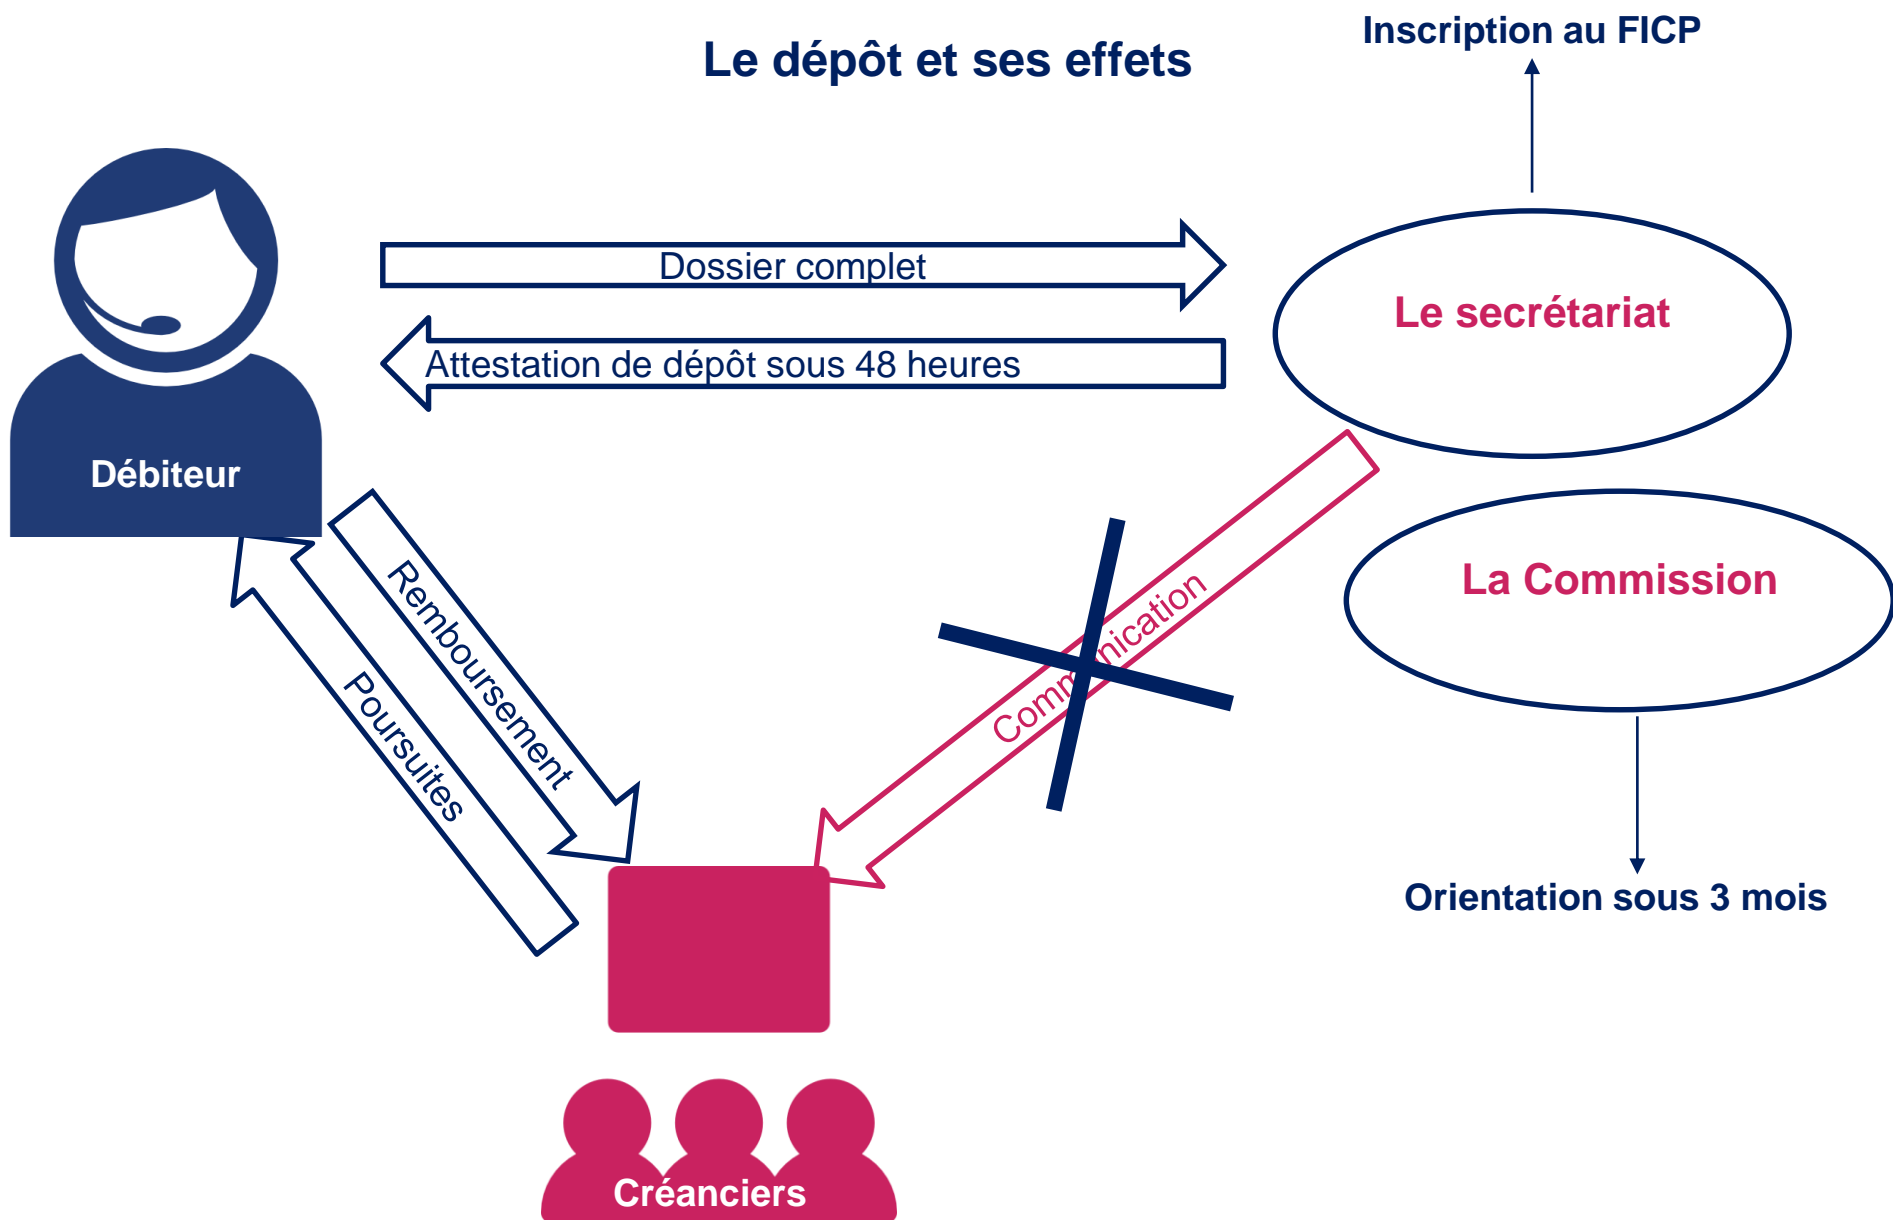 Inscription au FICP
Le dépôt et ses effets
Dossier complet
Le secrétariat
Attestation de dépôt sous 48 heures
Débiteur
Remboursement
Poursuites
Communication
La Commission
Orientation sous 3 mois
Créanciers